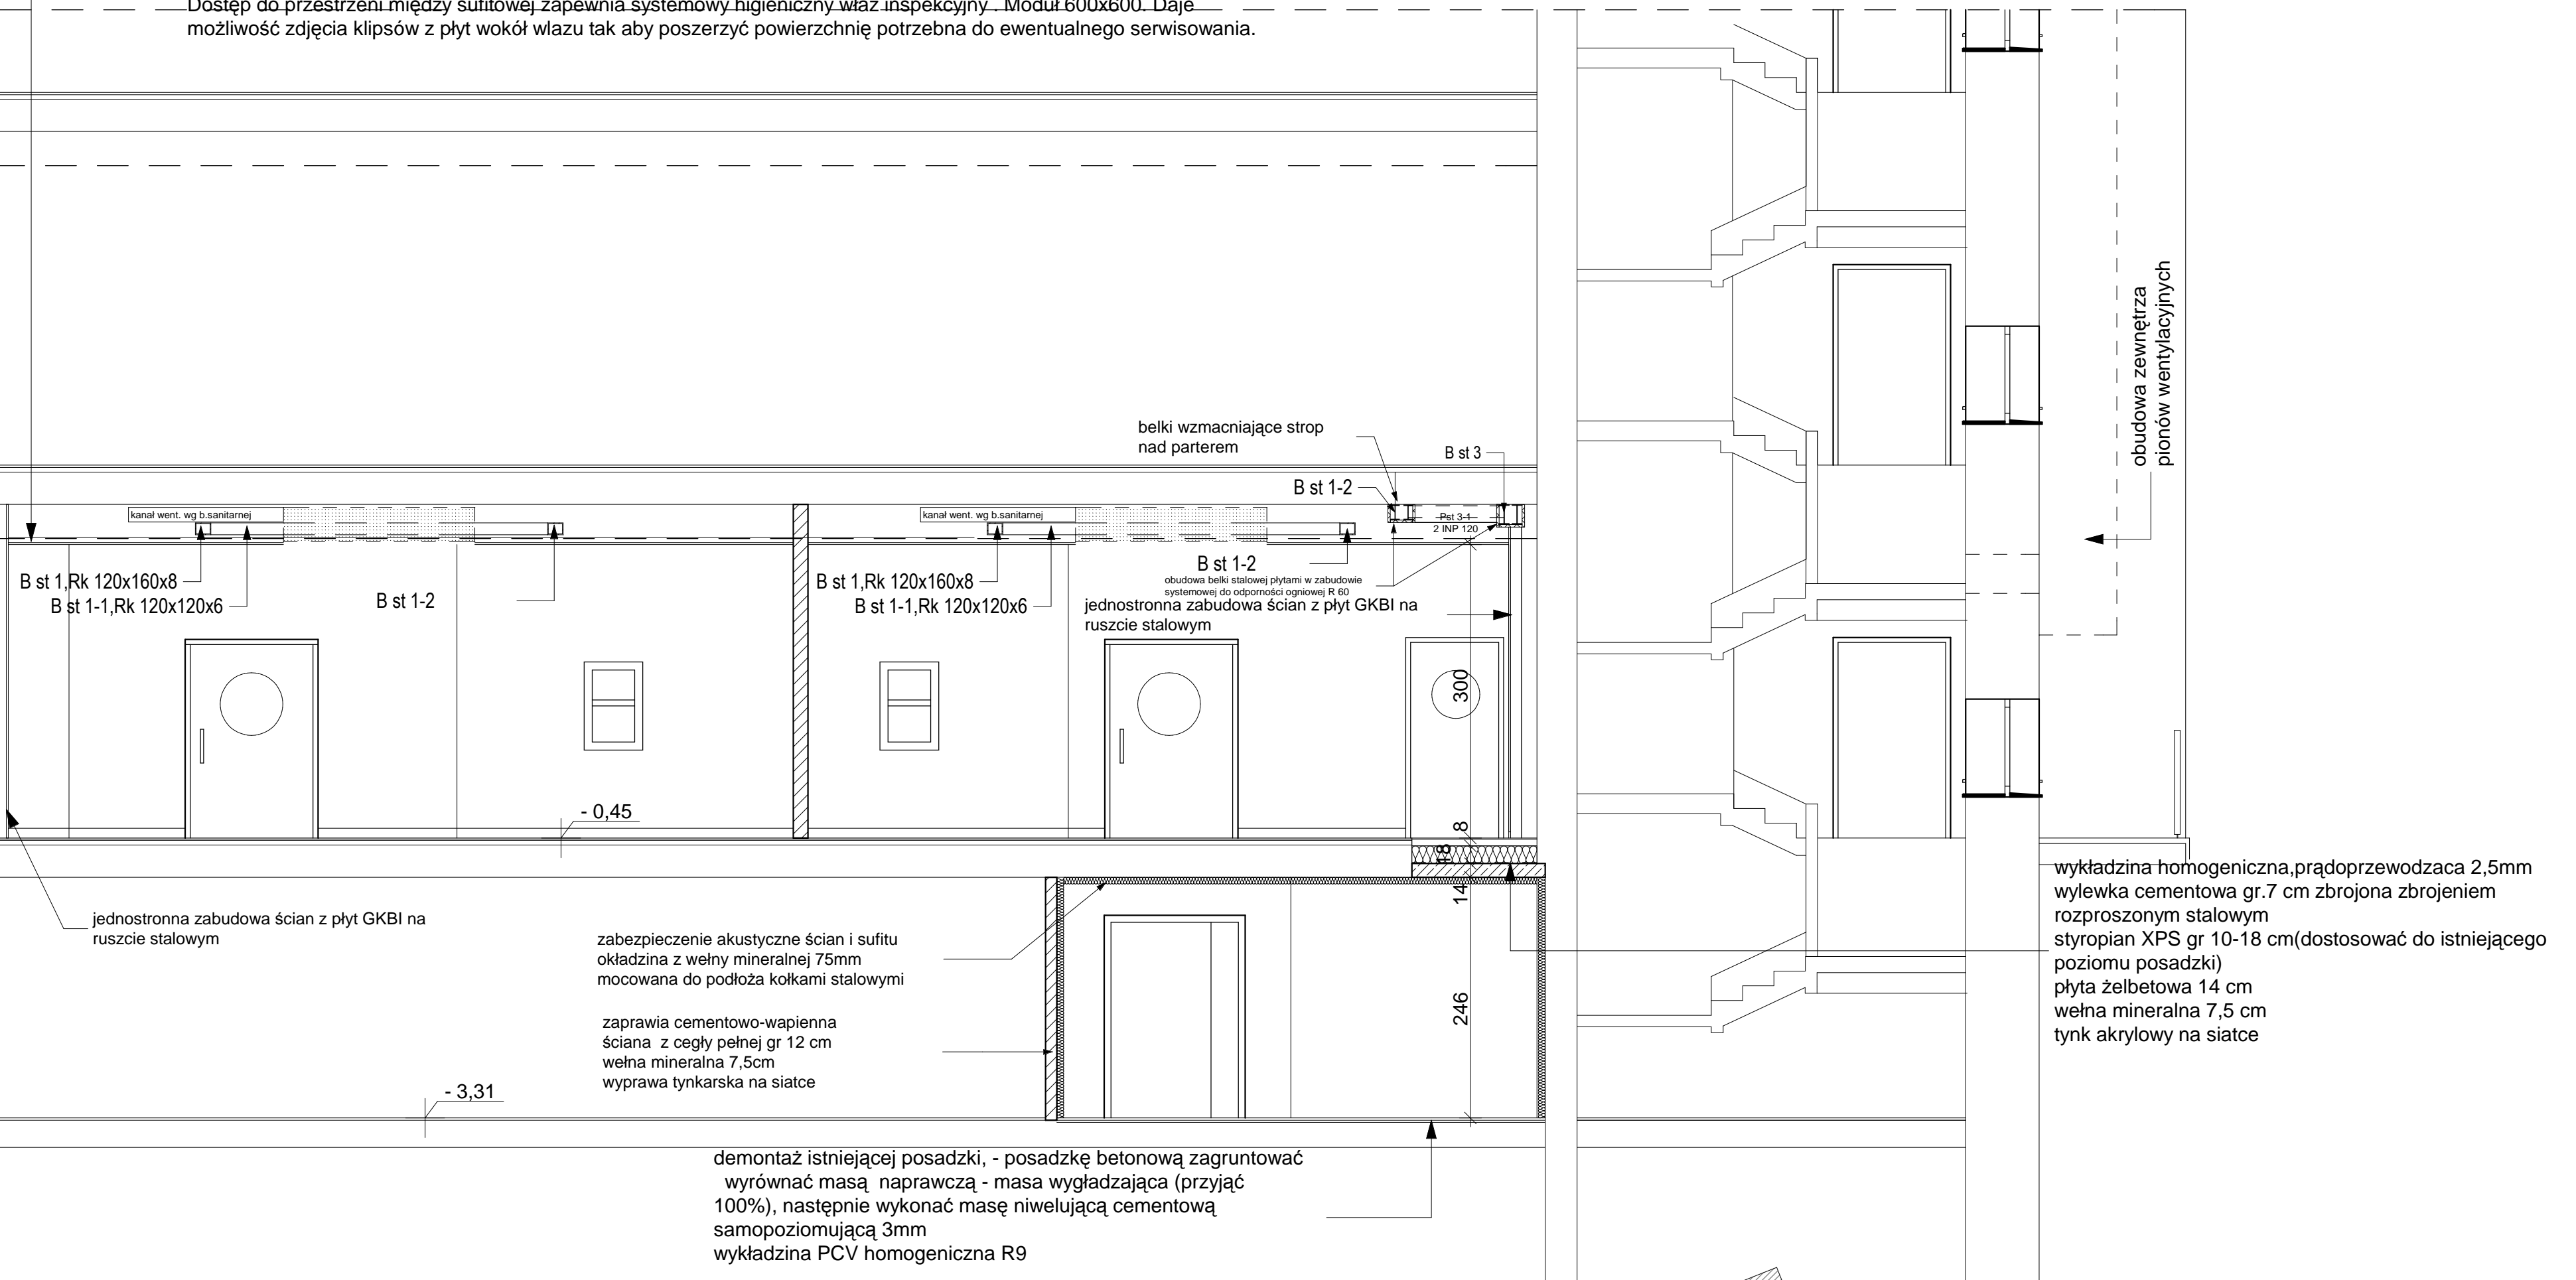 Dostęp do przestrzeni między sufitowej zapewnia systemowy higieniczny właz inspekcyjny . Moduł 600x600. Daje
możliwość zdjęcia klipsów z płyt wokół wlazu tak aby poszerzyć powierzchnię potrzebna do ewentualnego serwisowania.
obudowa zewnętrza
pionów wentylacyjnych
belki wzmacniające strop
nad parterem
B st 3
B st 1-2
kanał went. wg b.sanitarnej
kanał went. wg b.sanitarnej
Pst 3-1
2 INP 120
B st 1,Rk 120x160x8
B st 1-1,Rk 120x120x6
B st 1-2
B st 1,Rk 120x160x8
B st 1-1,Rk 120x120x6
B st 1-2
obudowa belki stalowej płytami w zabudowie
systemowej do odporności ogniowej R 60
jednostronna zabudowa ścian z płyt GKBI na
ruszcie stalowym
300
- 0,45
8
18
14
246
jednostronna zabudowa ścian z płyt GKBI na
ruszcie stalowym
zabezpieczenie akustyczne ścian i sufitu
okładzina z wełny mineralnej 75mm
mocowana do podłoża kołkami stalowymi
zaprawia cementowo-wapienna
ściana z cegły pełnej gr 12 cm
wełna mineralna 7,5cm
wyprawa tynkarska na siatce
- 3,31
wykładzina homogeniczna,prądoprzewodzaca 2,5mm
wylewka cementowa gr.7 cm zbrojona zbrojeniem
rozproszonym stalowym
styropian XPS gr 10-18 cm(dostosować do istniejącego
poziomu posadzki)
płyta żelbetowa 14 cm
wełna mineralna 7,5 cm
tynk akrylowy na siatce
demontaż istniejącej posadzki, - posadzkę betonową zagruntować
wyrównać masą naprawczą - masa wygładzająca (przyjąć
100%), następnie wykonać masę niwelującą cementową
samopoziomującą 3mm
wykładzina PCV homogeniczna R9